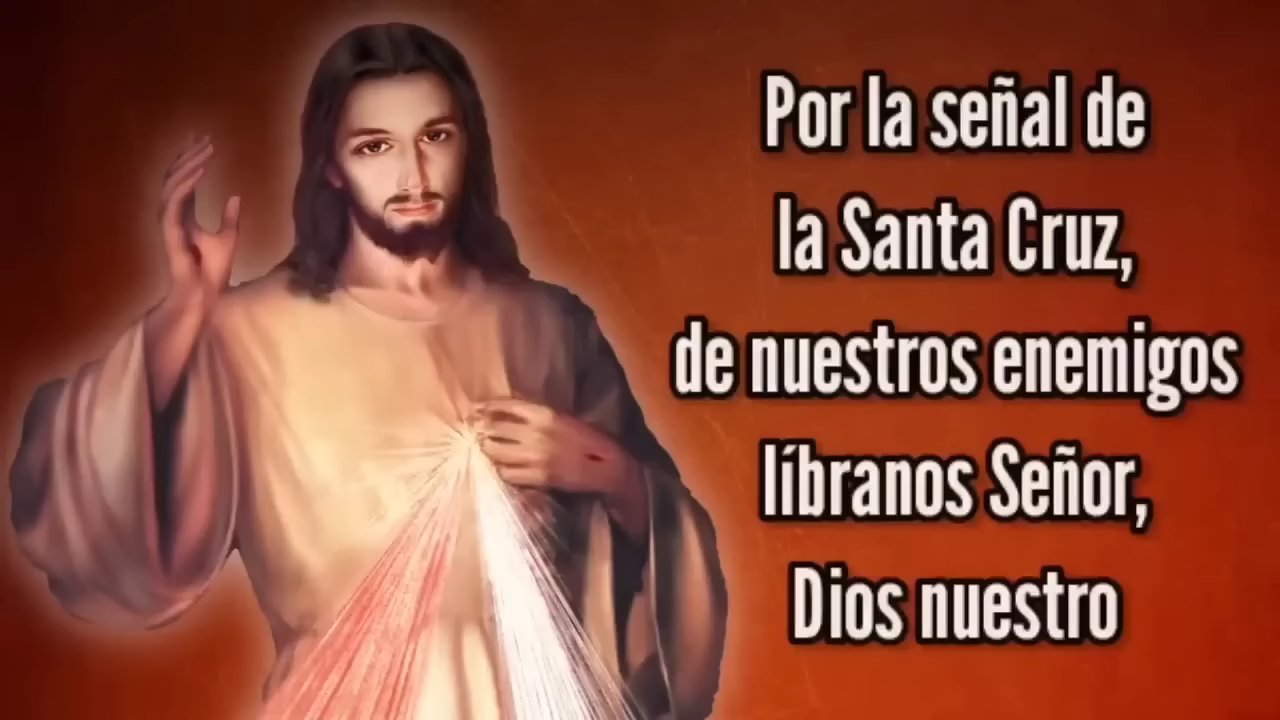 Por la señal de
la Santa Cruz,
de nuestros enemigos
líbranos Señor,
Dios nuestro